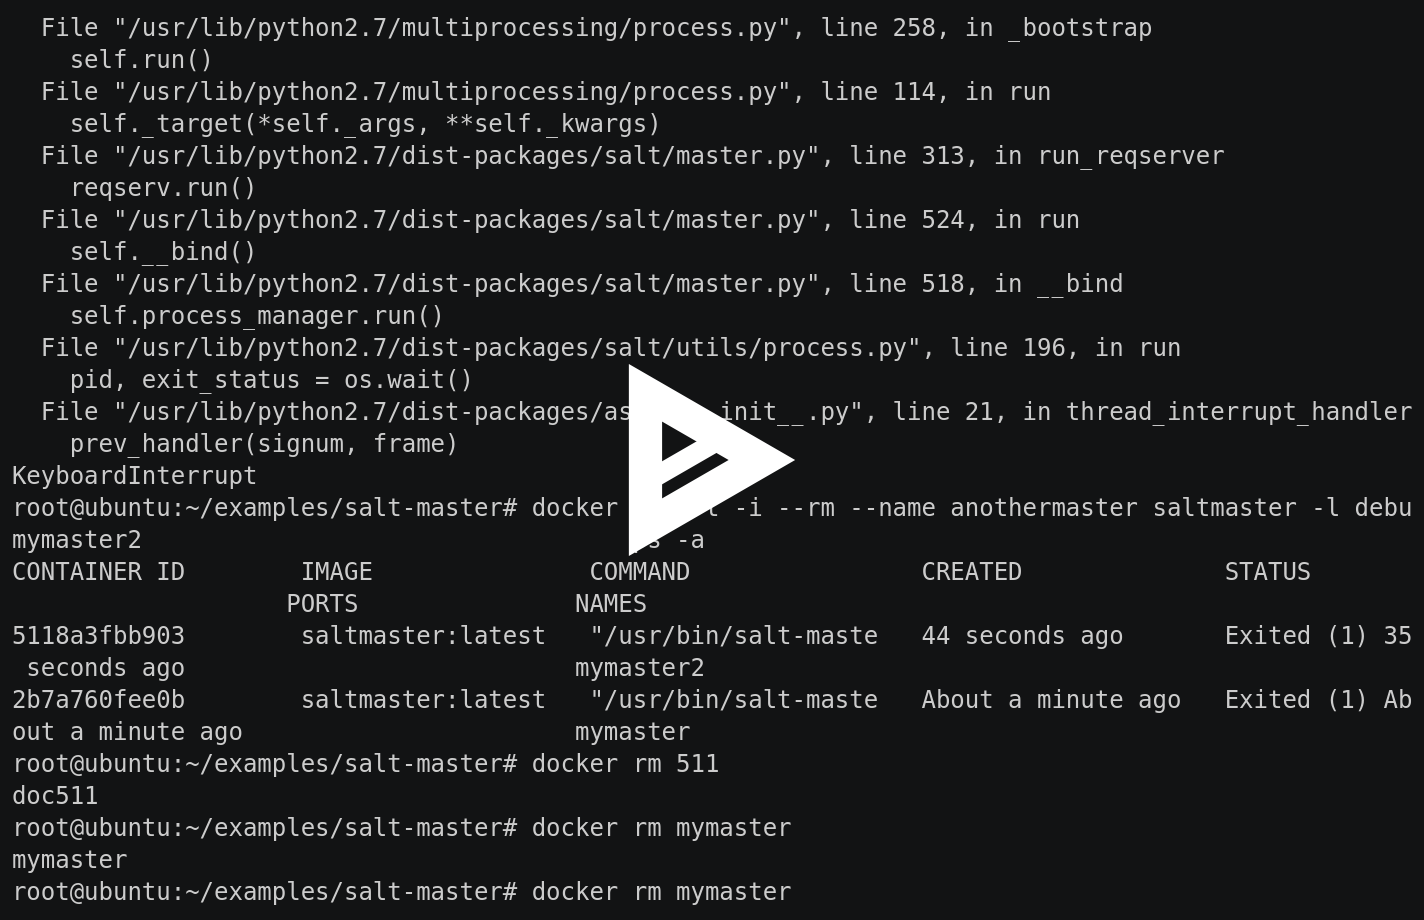 File "/usr/lib/python2.7/multiprocessing/process.py", line 258, in _bootstrap
self.run()
File "/usr/lib/python2.7/multiprocessing/process.py", line 114, in run
self._target(*self._args, **self._kwargs)
File "/usr/lib/python2.7/dist-packages/salt/master.py", line 313, in run_reqserver
reqserv.run()
File "/usr/lib/python2.7/dist-packages/salt/master.py", line 524, in run
self.__bind()
File "/usr/lib/python2.7/dist-packages/salt/master.py", line 518, in __bind
self.process_manager.run()
File "/usr/lib/python2.7/dist-packages/salt/utils/process.py", line 196, in run
pid, exit_status = os.wait()
File "/usr/lib/python2.7/dist-packages/as init__.py", line 21, in thread_interrupt_handler
prev_handler(signum, frame)
KeyboardInterrupt
root@ubuntu:~/examples/salt-master# docker -i --rm --name anothermaster saltmaster -l debu
mymaster2 ps -a
CONTAINER ID IMAGE COMMAND CREATED STATUS
PORTS NAMES
5118a3fbb903 saltmaster:latest "/usr/bin/salt-maste 44 seconds ago Exited (1) 35
seconds ago mymaster2
2b7a760fee0b saltmaster:latest "/usr/bin/salt-maste About a minute ago Exited (1) Ab
out a minute ago mymaster
root@ubuntu:~/examples/salt-master# docker rm 511
doc511
root@ubuntu:~/examples/salt-master# docker rm mymaster
mymaster
root@ubuntu:~/examples/salt-master# docker rm mymaster